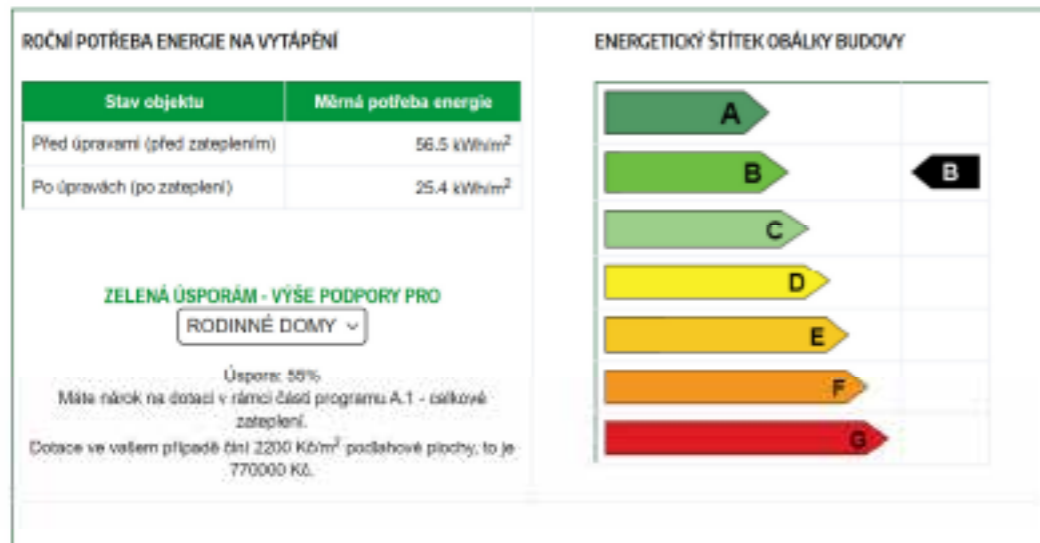 ROČNÍ POTŘEBA ENERGIE NA VYTÁPĚNÍ
Stav objektu Měrná potřeba energie
Před úpravami (před zateplením) 56.5 kWh/m²
Po úpravách (po zateplení) 25.4 kWh/m²
ZELENÁ ÚSPORÁM - VÝŠE PODPORY PRO
RODINNÉ DOMY
Úspora: 55%
Máte nárok na dotaci v rámci části programu A.1 - celkové
zateplení.
Dotace ve vašem případě činí 2200 Kč/m² podlahové plochy, to je
770000 Kč.
ENERGETICKÝ ŠTÍTEK OBÁLKY BUDOVY
A
B B
C
D
E
F
G